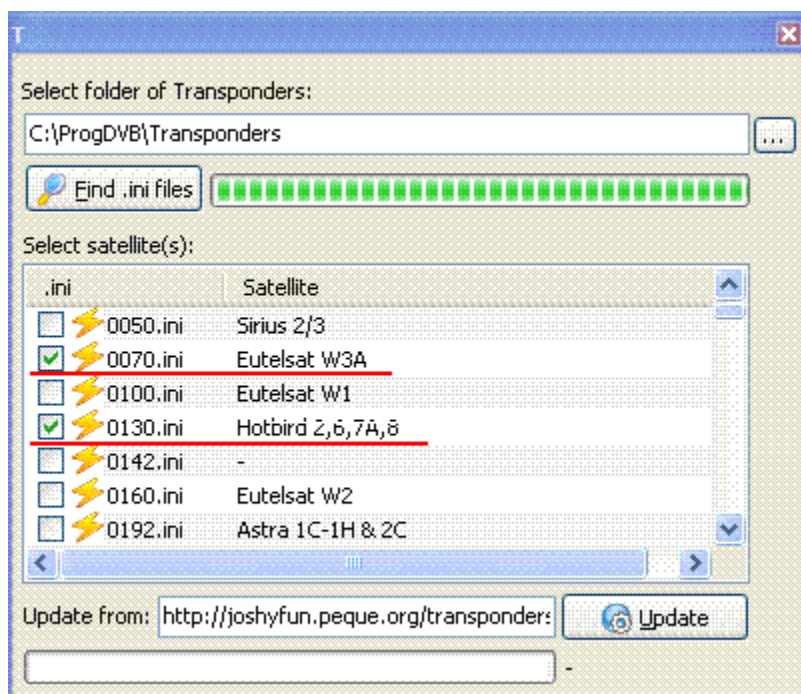 T
Select folder of Transponders:
C:\ProgDVB\Transponders
...
Find .ini files
Select satellite(s):
.ini Satellite
0050.ini Sirius 2/3
0070.ini Eutelsat W3A
0100.ini Eutelsat W1
0130.ini Hotbird 2,6,7A,8
0142.ini -
0160.ini Eutelsat W2
0192.ini Astra 1C-1H & 2C
Update from: http://joshyfun.peque.org/transponders Update
-